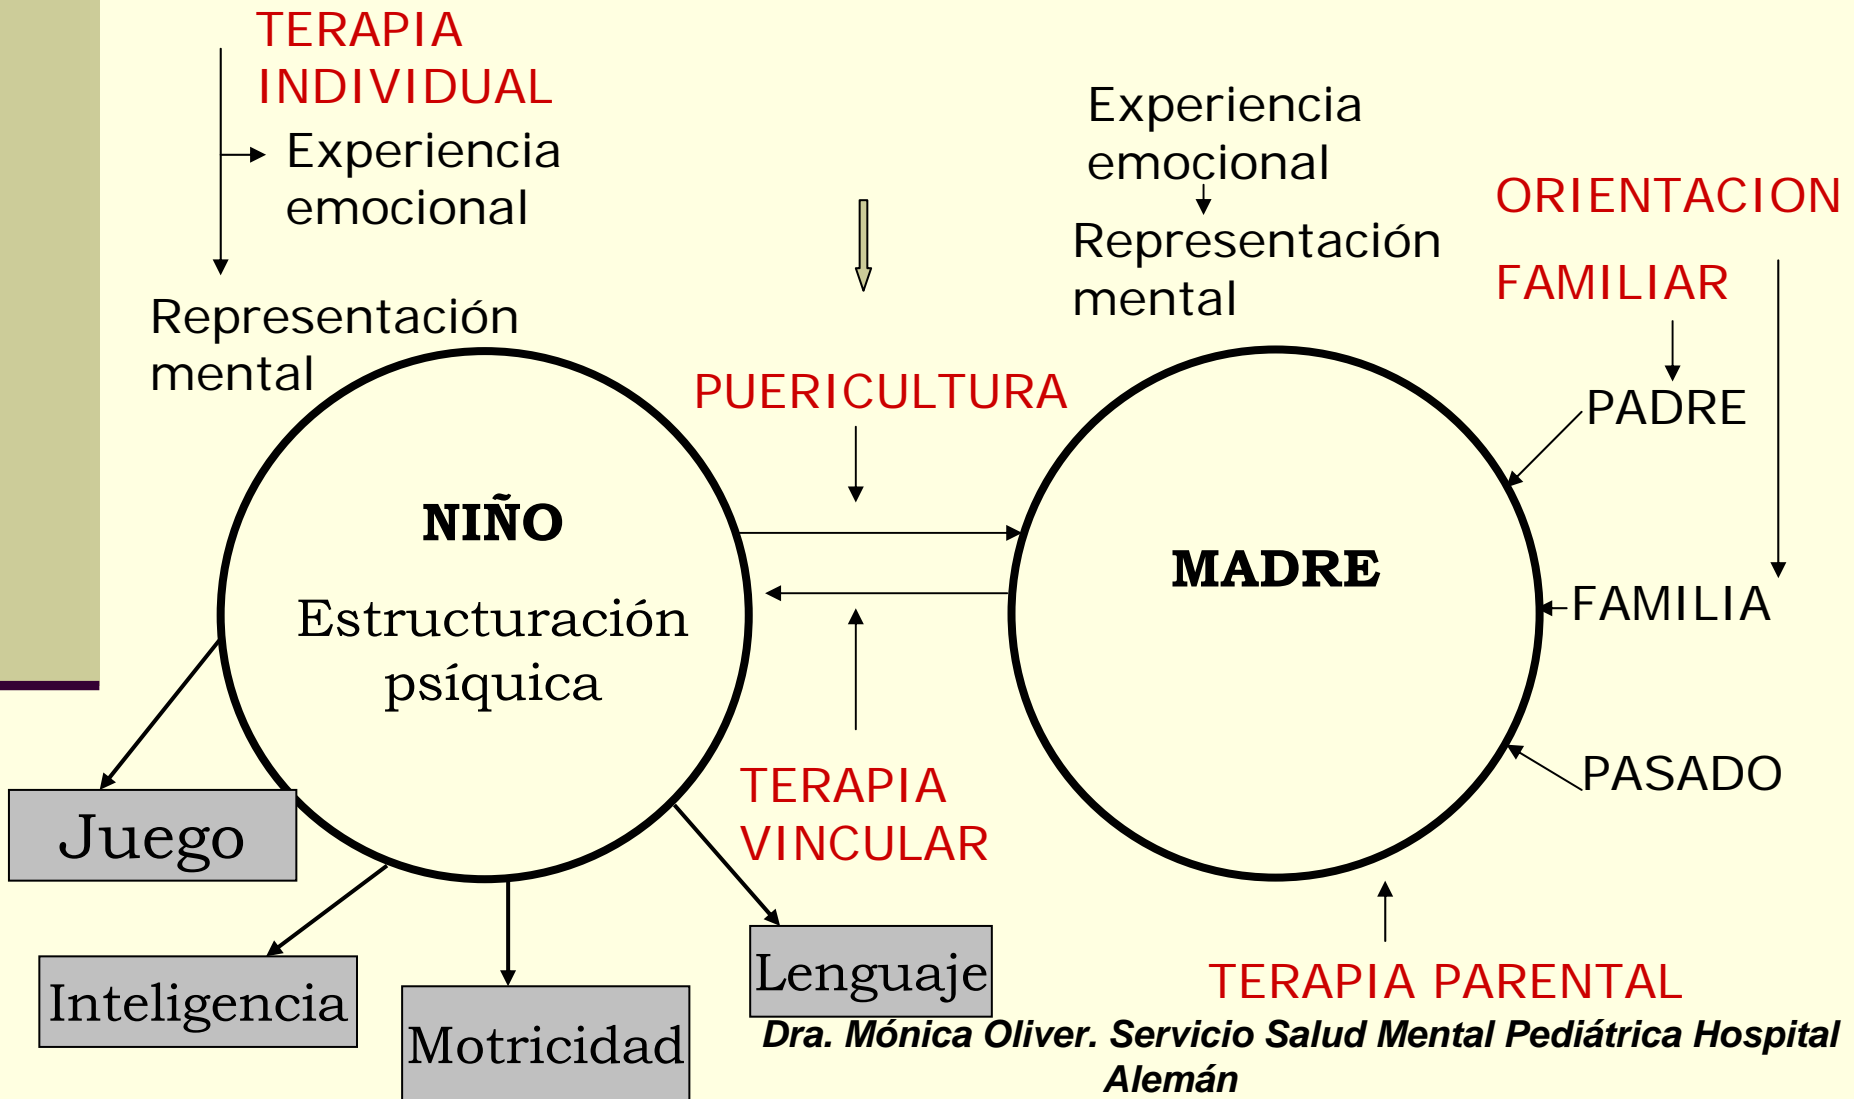 TERAPIA
INDIVIDUAL
Experiencia
emocional
Representación
mental
Experiencia
emocional
Representación
mental
ORIENTACION
FAMILIAR
PADRE
FAMILIA
PASADO
PUERICULTURA
NIÑO
Estructuración
psíquica
MADRE
TERAPIA
VINCULAR
Juego
Inteligencia
Motricidad
Lenguaje
TERAPIA PARENTAL
Dra. Mónica Oliver. Servicio Salud Mental Pediátrica Hospital
Alemán